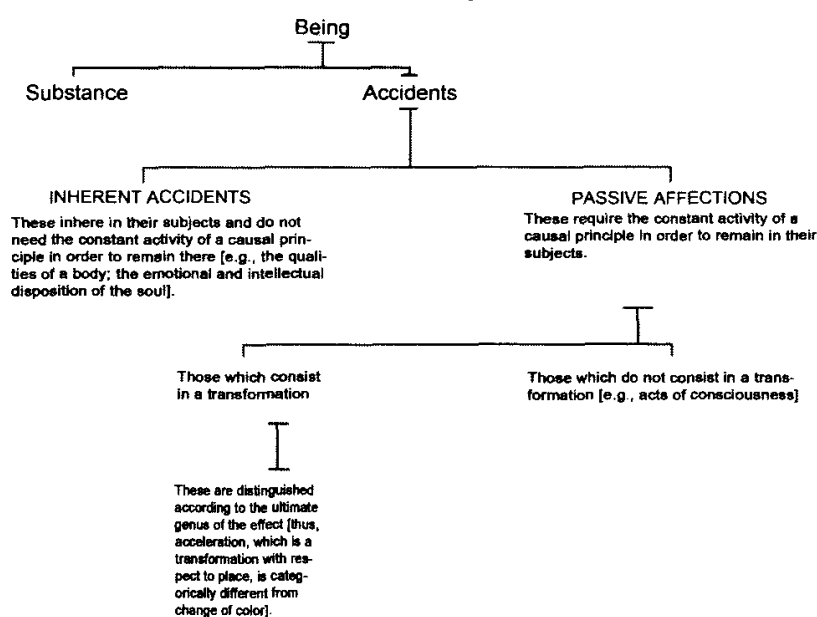 Being
Substance
Accidents
INHERENT ACCIDENTS
These inhere in their subjects and do not
need the constant activity of a causal prin-
ciple in order to remain there [e.g., the quali-
ties of a body; the emotional and intellectual
disposition of the soul].
PASSIVE AFFECTIONS
These require the constant activity of a
causal principle in order to remain in their
subjects.
Those which consist
in a transformation
Those which do not consist in a trans-
formation [e.g., acts of consciousness]
These are distinguished
according to the ultimate
genus of the effect [thus,
acceleration, which is a
transformation with res-
pect to place, is categ-
orically different from
change of color].